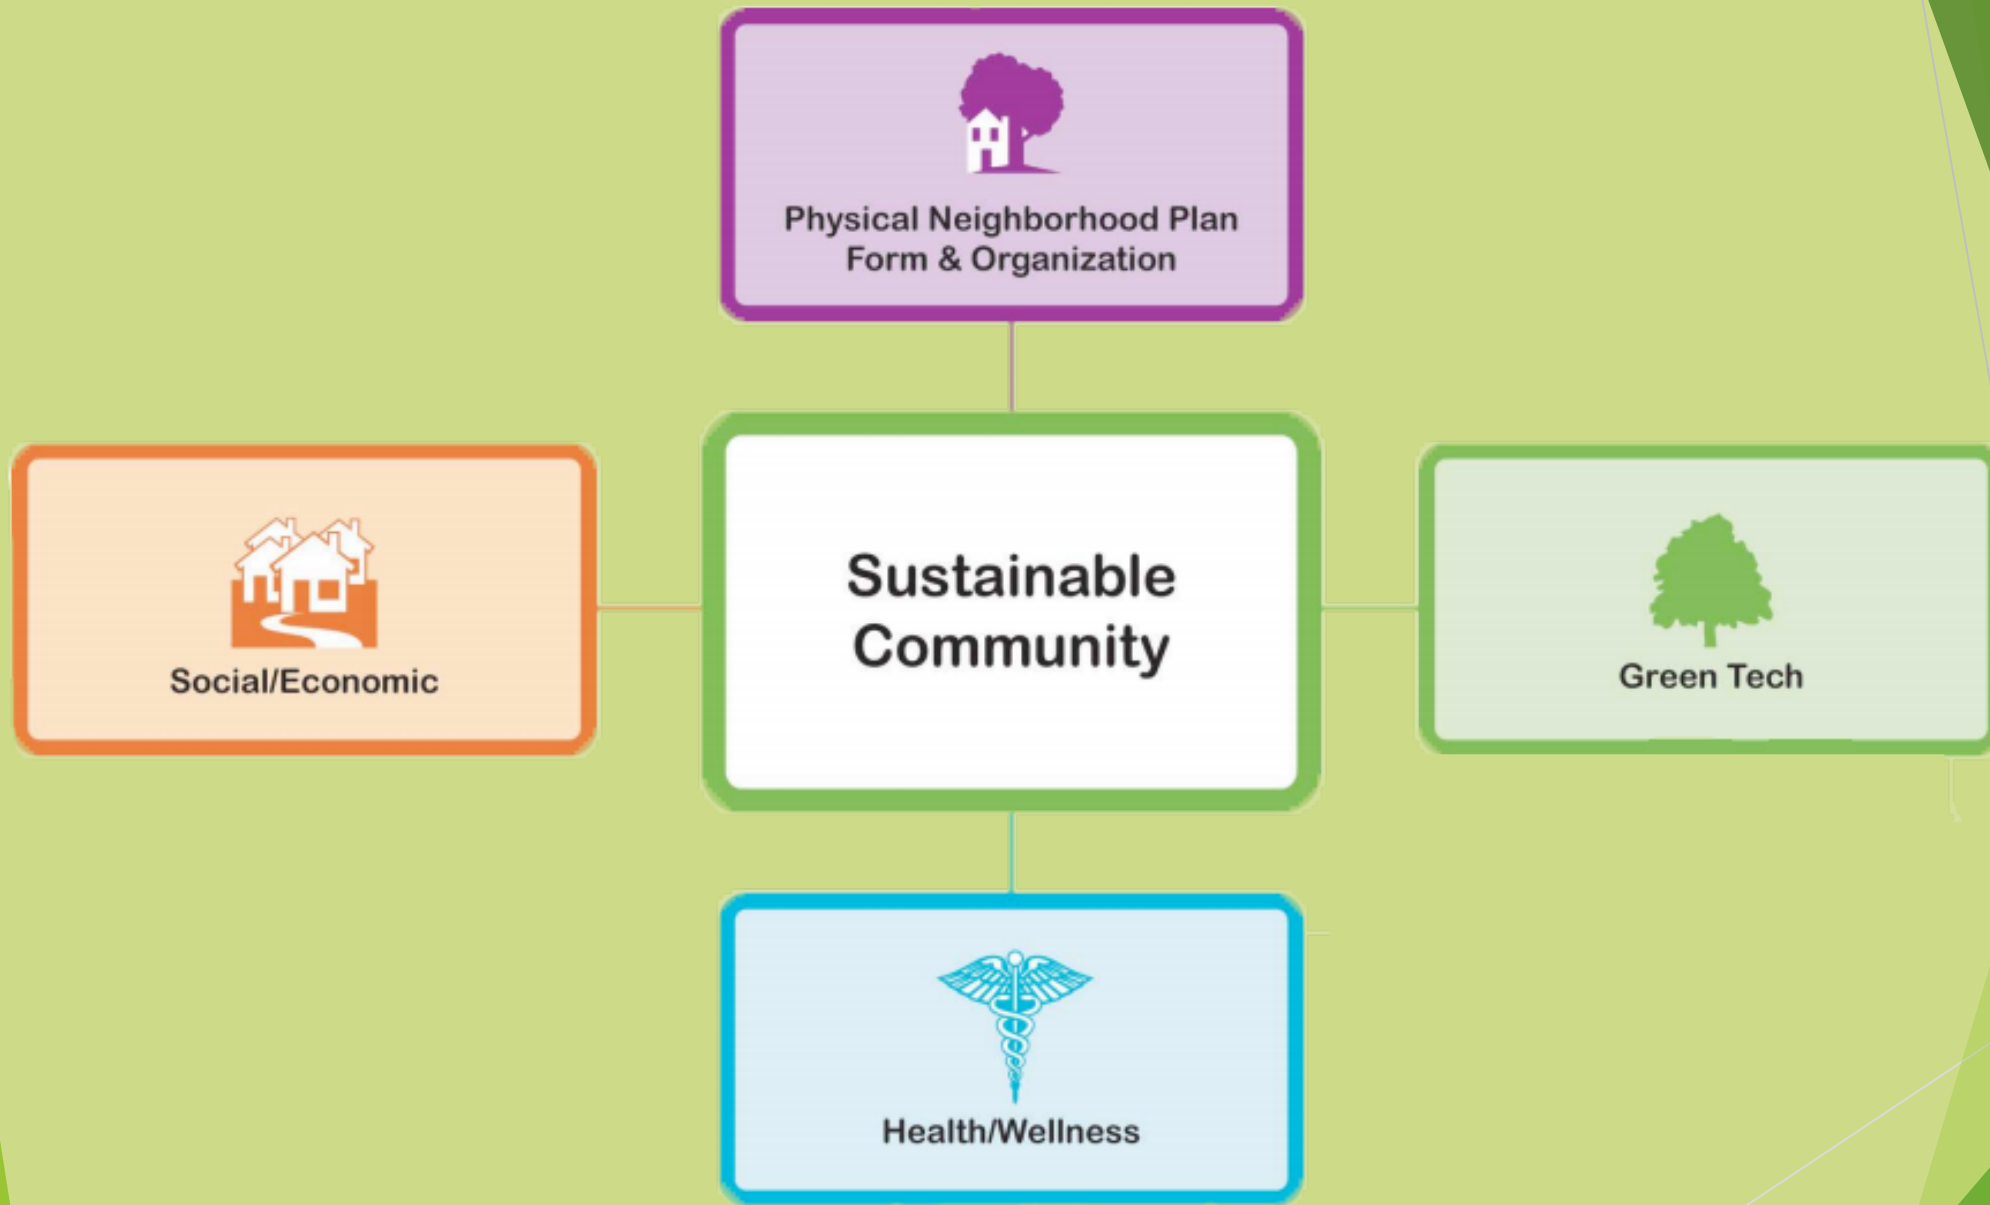 Physical Neighborhood Plan
Form & Organization
Social/Economic
Sustainable
Community
Green Tech
Health/Wellness